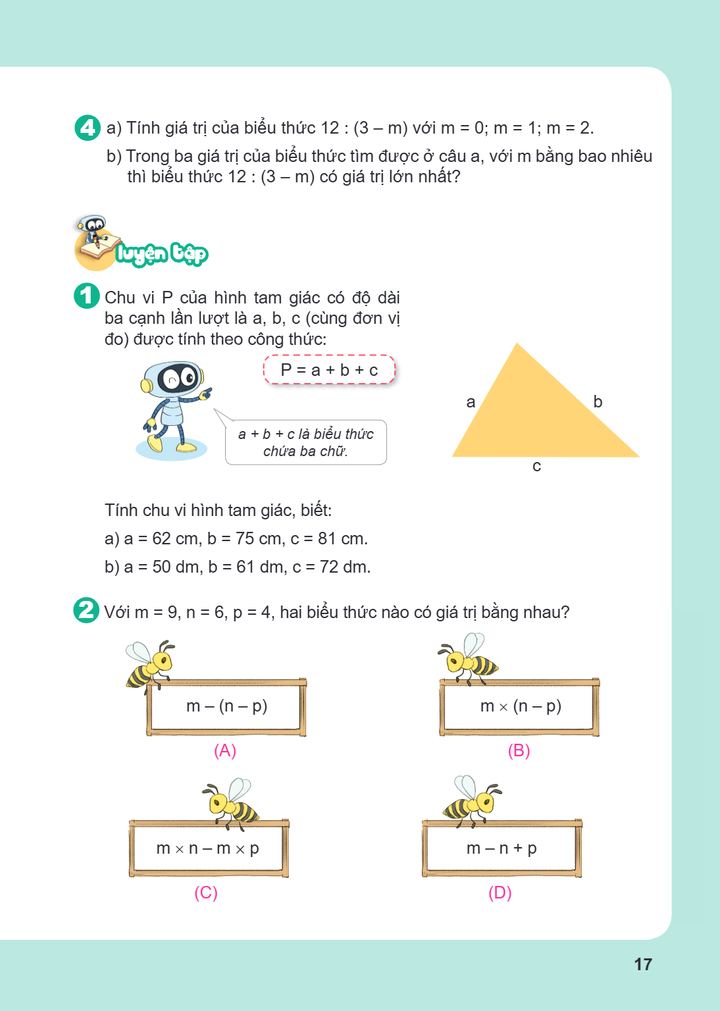 4 a) Tính giá trị của biểu thức 12 : (3 – m) với m = 0; m = 1; m = 2.
b) Trong ba giá trị của biểu thức tìm được ở câu a, với m bằng bao nhiêu
thì biểu thức 12 : (3 – m) có giá trị lớn nhất?
luyện tập
1 Chu vi P của hình tam giác có độ dài
ba cạnh lần lượt là a, b, c (cùng đơn vị
đo) được tính theo công thức:
P = a + b + c
a + b + c là biểu thức
chứa ba chữ.
a
b
c
Tính chu vi hình tam giác, biết:
a) a = 62 cm, b = 75 cm, c = 81 cm.
b) a = 50 dm, b = 61 dm, c = 72 dm.
2 Với m = 9, n = 6, p = 4, hai biểu thức nào có giá trị bằng nhau?
m – (n – p)
(A)
m × (n – p)
(B)
m × n – m × p
(C)
m – n + p
(D)
17